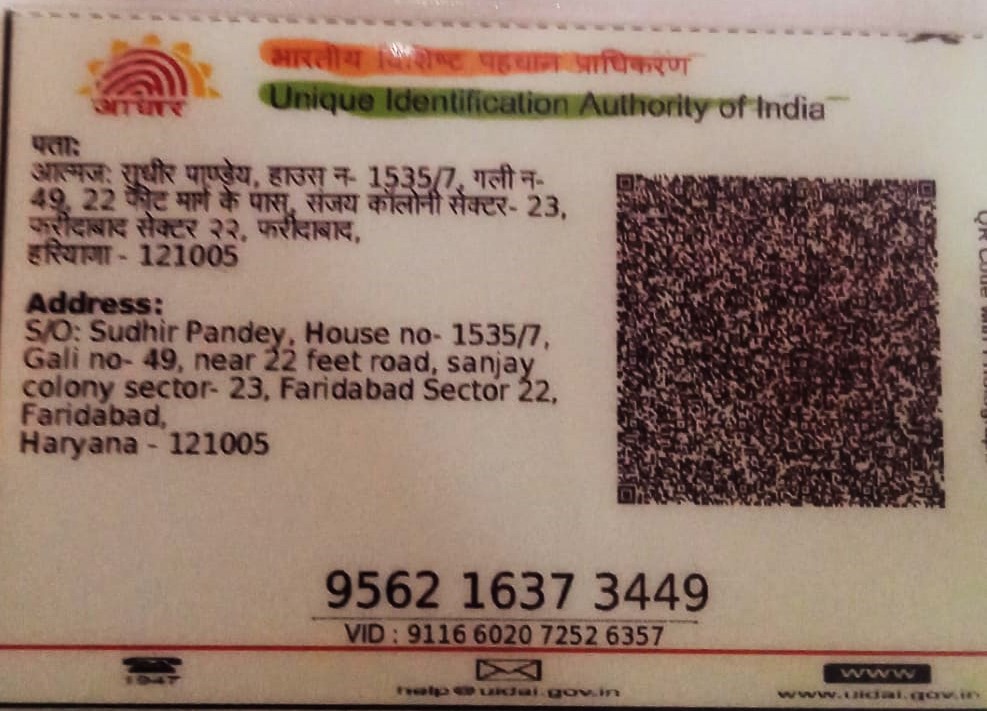 आधार
भारतीय विशिष्ट पहचान प्राधिकरण
Unique Identification Authority of India
पता:
आत्मज: सुधीर पाण्डेय, हाउस न- 1535/7, गली न-
49, 22 फीट मार्ग के पास, संजय कॉलोनी सेक्टर- 23,
फरीदाबाद सेक्टर २२, फरीदाबाद,
हरियाणा - 121005
Address:
S/O: Sudhir Pandey, House no- 1535/7,
Gali no- 49, near 22 feet road, sanjay
colony sector- 23, Faridabad Sector 22,
Faridabad,
Haryana - 121005
9562 1637 3449
VID : 9116 6020 7252 6357
1947
help@uidai.gov.in
www
www.uidai.gov.in